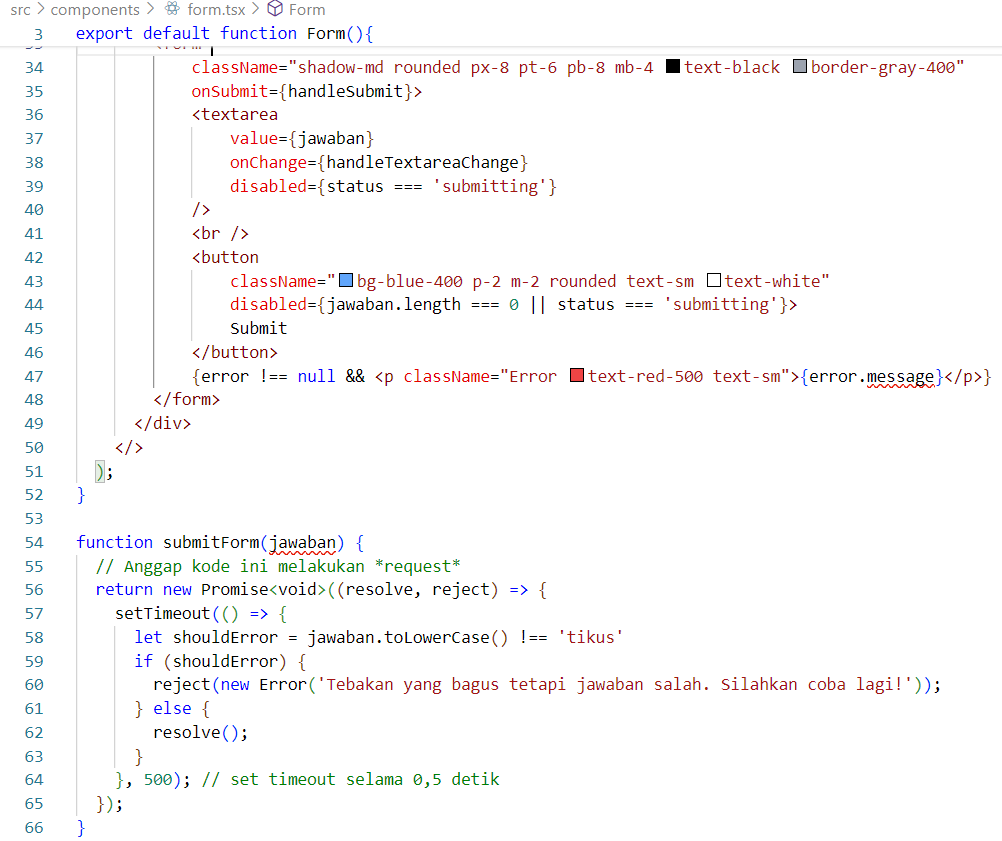 src > components > form.tsx > Form
3 export default function Form(){
33 <form
34 className="shadow-md rounded px-8 pt-6 pb-8 mb-4 text-black border-gray-400"
35 onSubmit={handleSubmit}>
36 <textarea
37 value={jawaban}
38 onChange={handleTextareaChange}
39 disabled={status === 'submitting'}
40 />
41 <br />
42 <button
43 className="bg-blue-400 p-2 m-2 rounded text-sm text-white"
44 disabled={jawaban.length === 0 || status === 'submitting'}>
45 Submit
46 </button>
47 {error !== null && <p className="Error text-red-500 text-sm">{error.message}</p>}
48 </form>
49 </div>
50 </>
51 );
52 }
53
54 function submitForm(jawaban) {
55 // Anggap kode ini melakukan *request*
56 return new Promise<void>((resolve, reject) => {
57 setTimeout(() => {
58 let shouldError = jawaban.toLowerCase() !== 'tikus'
59 if (shouldError) {
60 reject(new Error('Tebakan yang bagus tetapi jawaban salah. Silahkan coba lagi!'));
61 } else {
62 resolve();
63 }
64 }, 500); // set timeout selama 0,5 detik
65 });
66 }